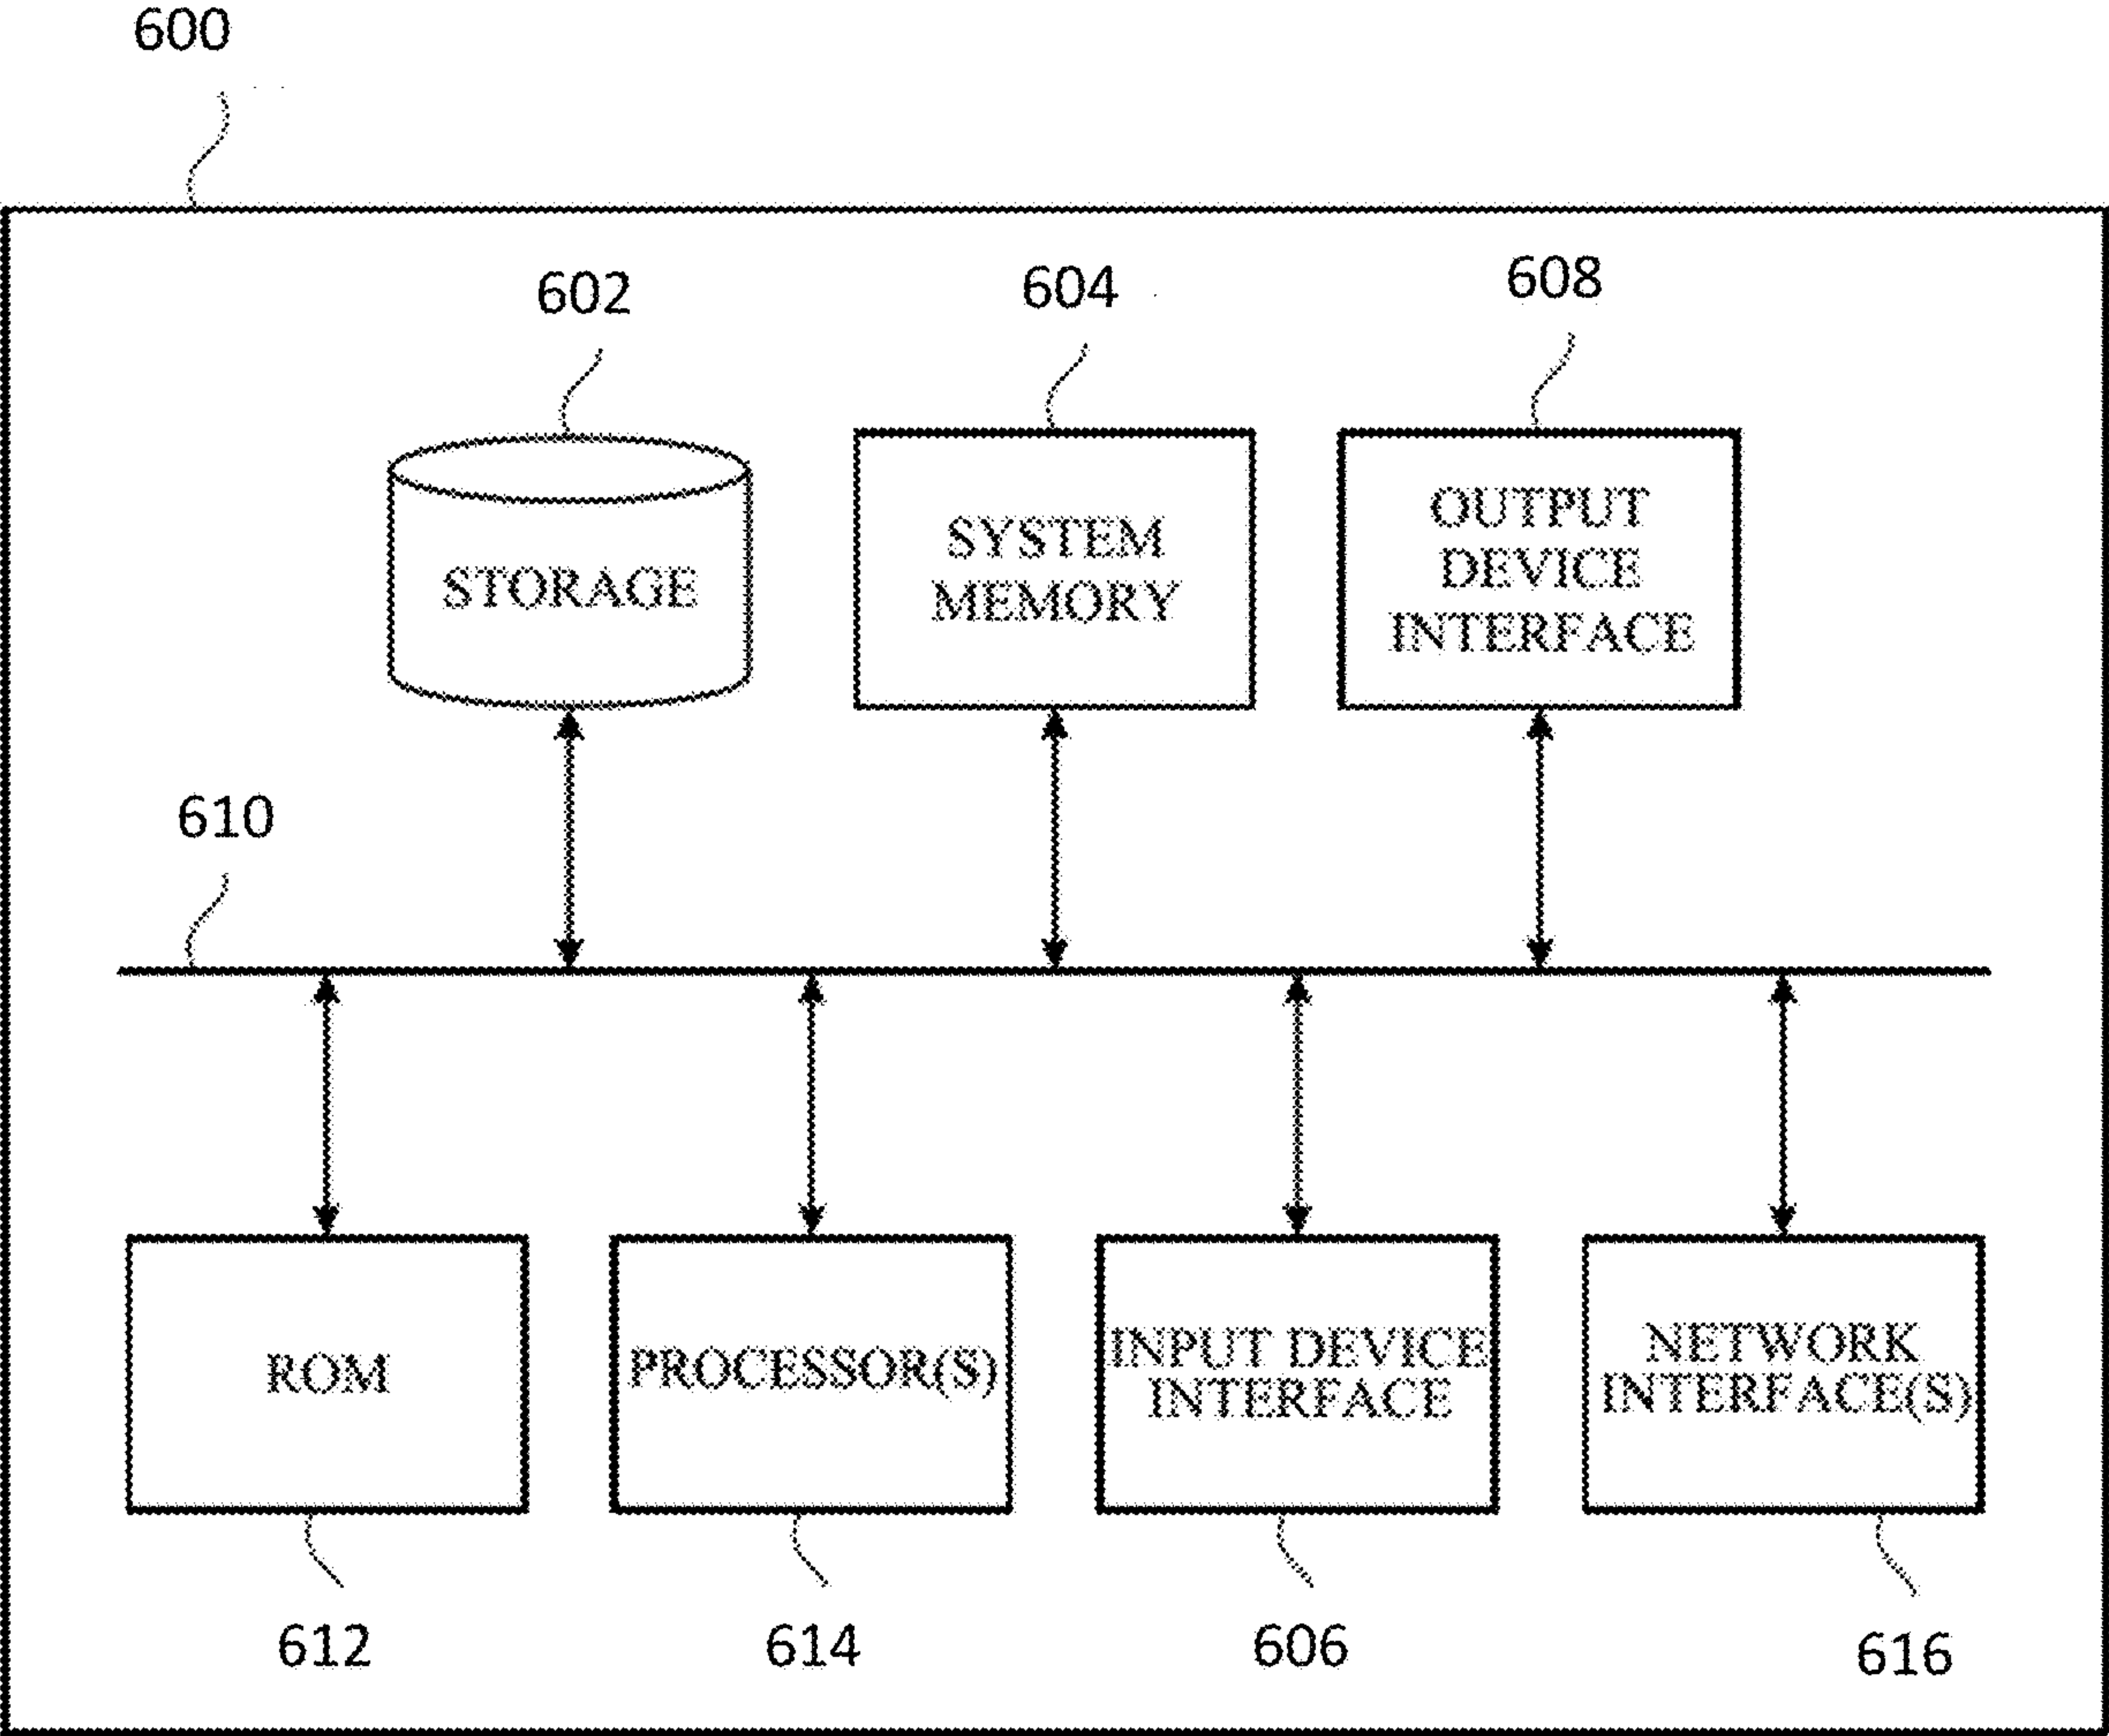 600
602
604
608
STORAGE
SYSTEM
MEMORY
OUTPUT
DEVICE
INTERFACE
610
ROM
PROCESSOR(S)
INPUT DEVICE
INTERFACE
NETWORK
INTERFACE(S)
612
614
606
616